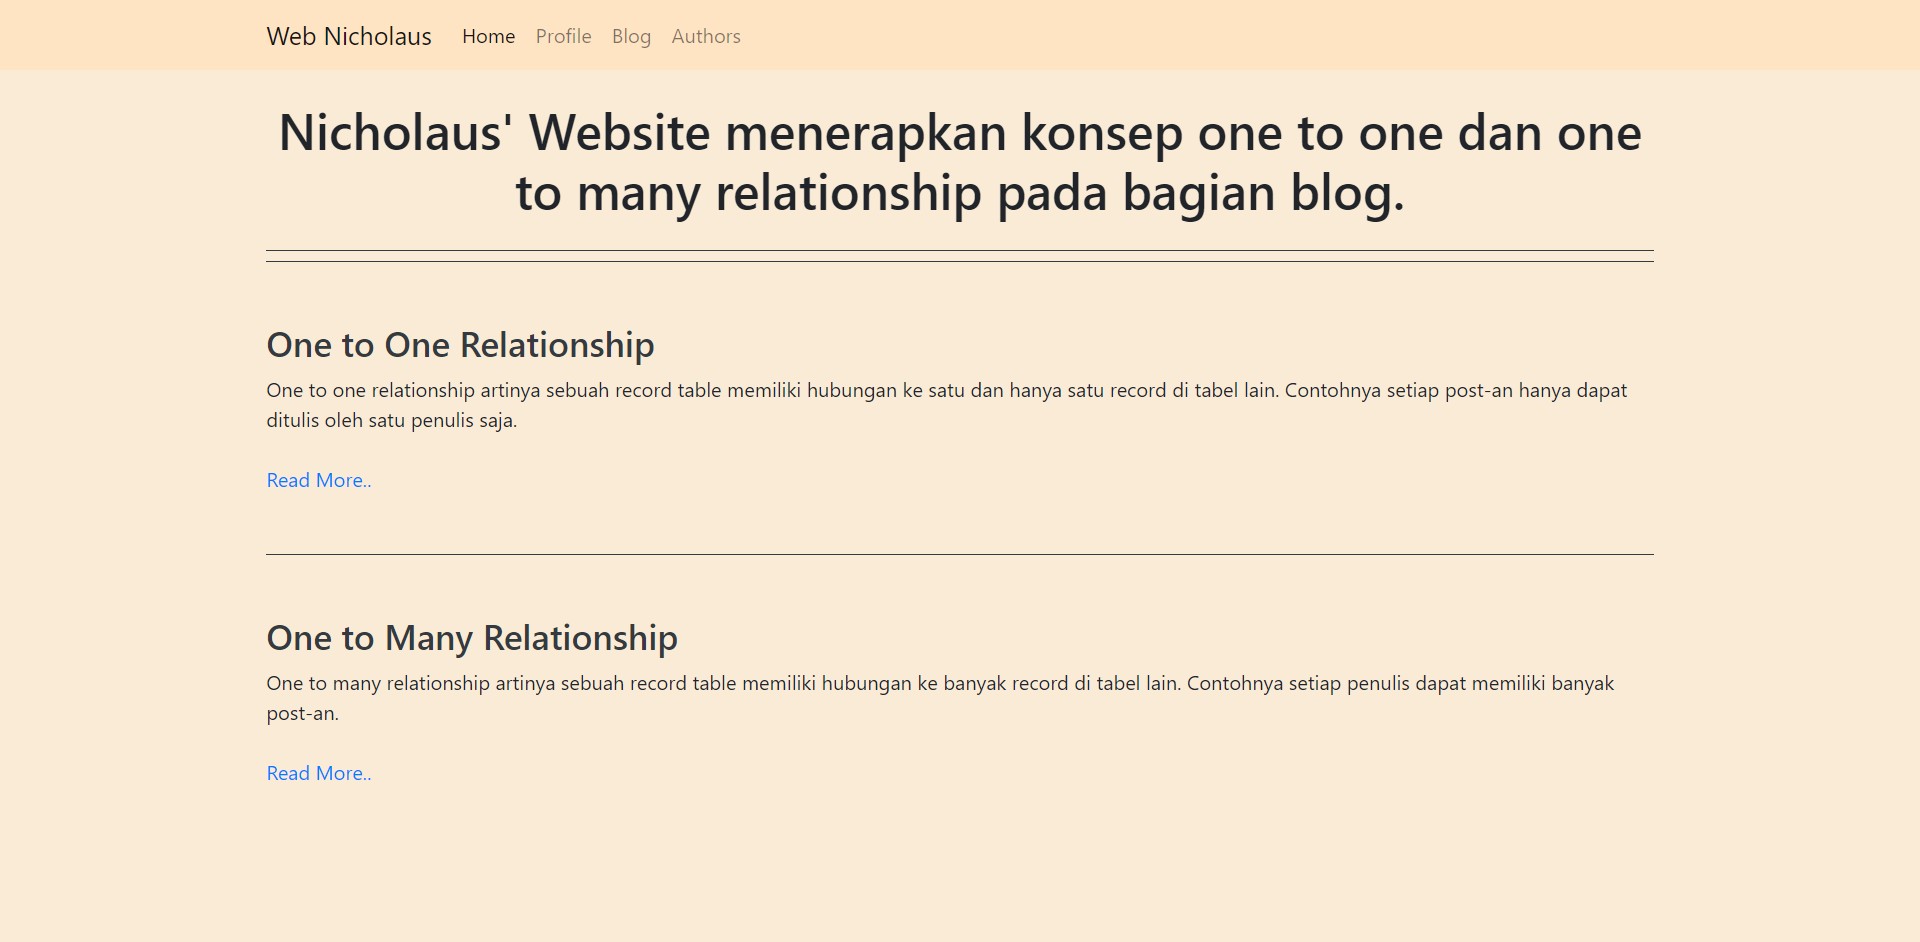 Web Nicholaus Home Profile Blog Authors
Nicholaus' Website menerapkan konsep one to one dan one
to many relationship pada bagian blog.
One to One Relationship
One to one relationship artinya sebuah record table memiliki hubungan ke satu dan hanya satu record di tabel lain. Contohnya setiap post-an hanya dapat
ditulis oleh satu penulis saja.
Read More..
One to Many Relationship
One to many relationship artinya sebuah record table memiliki hubungan ke banyak record di tabel lain. Contohnya setiap penulis dapat memiliki banyak
post-an.
Read More..